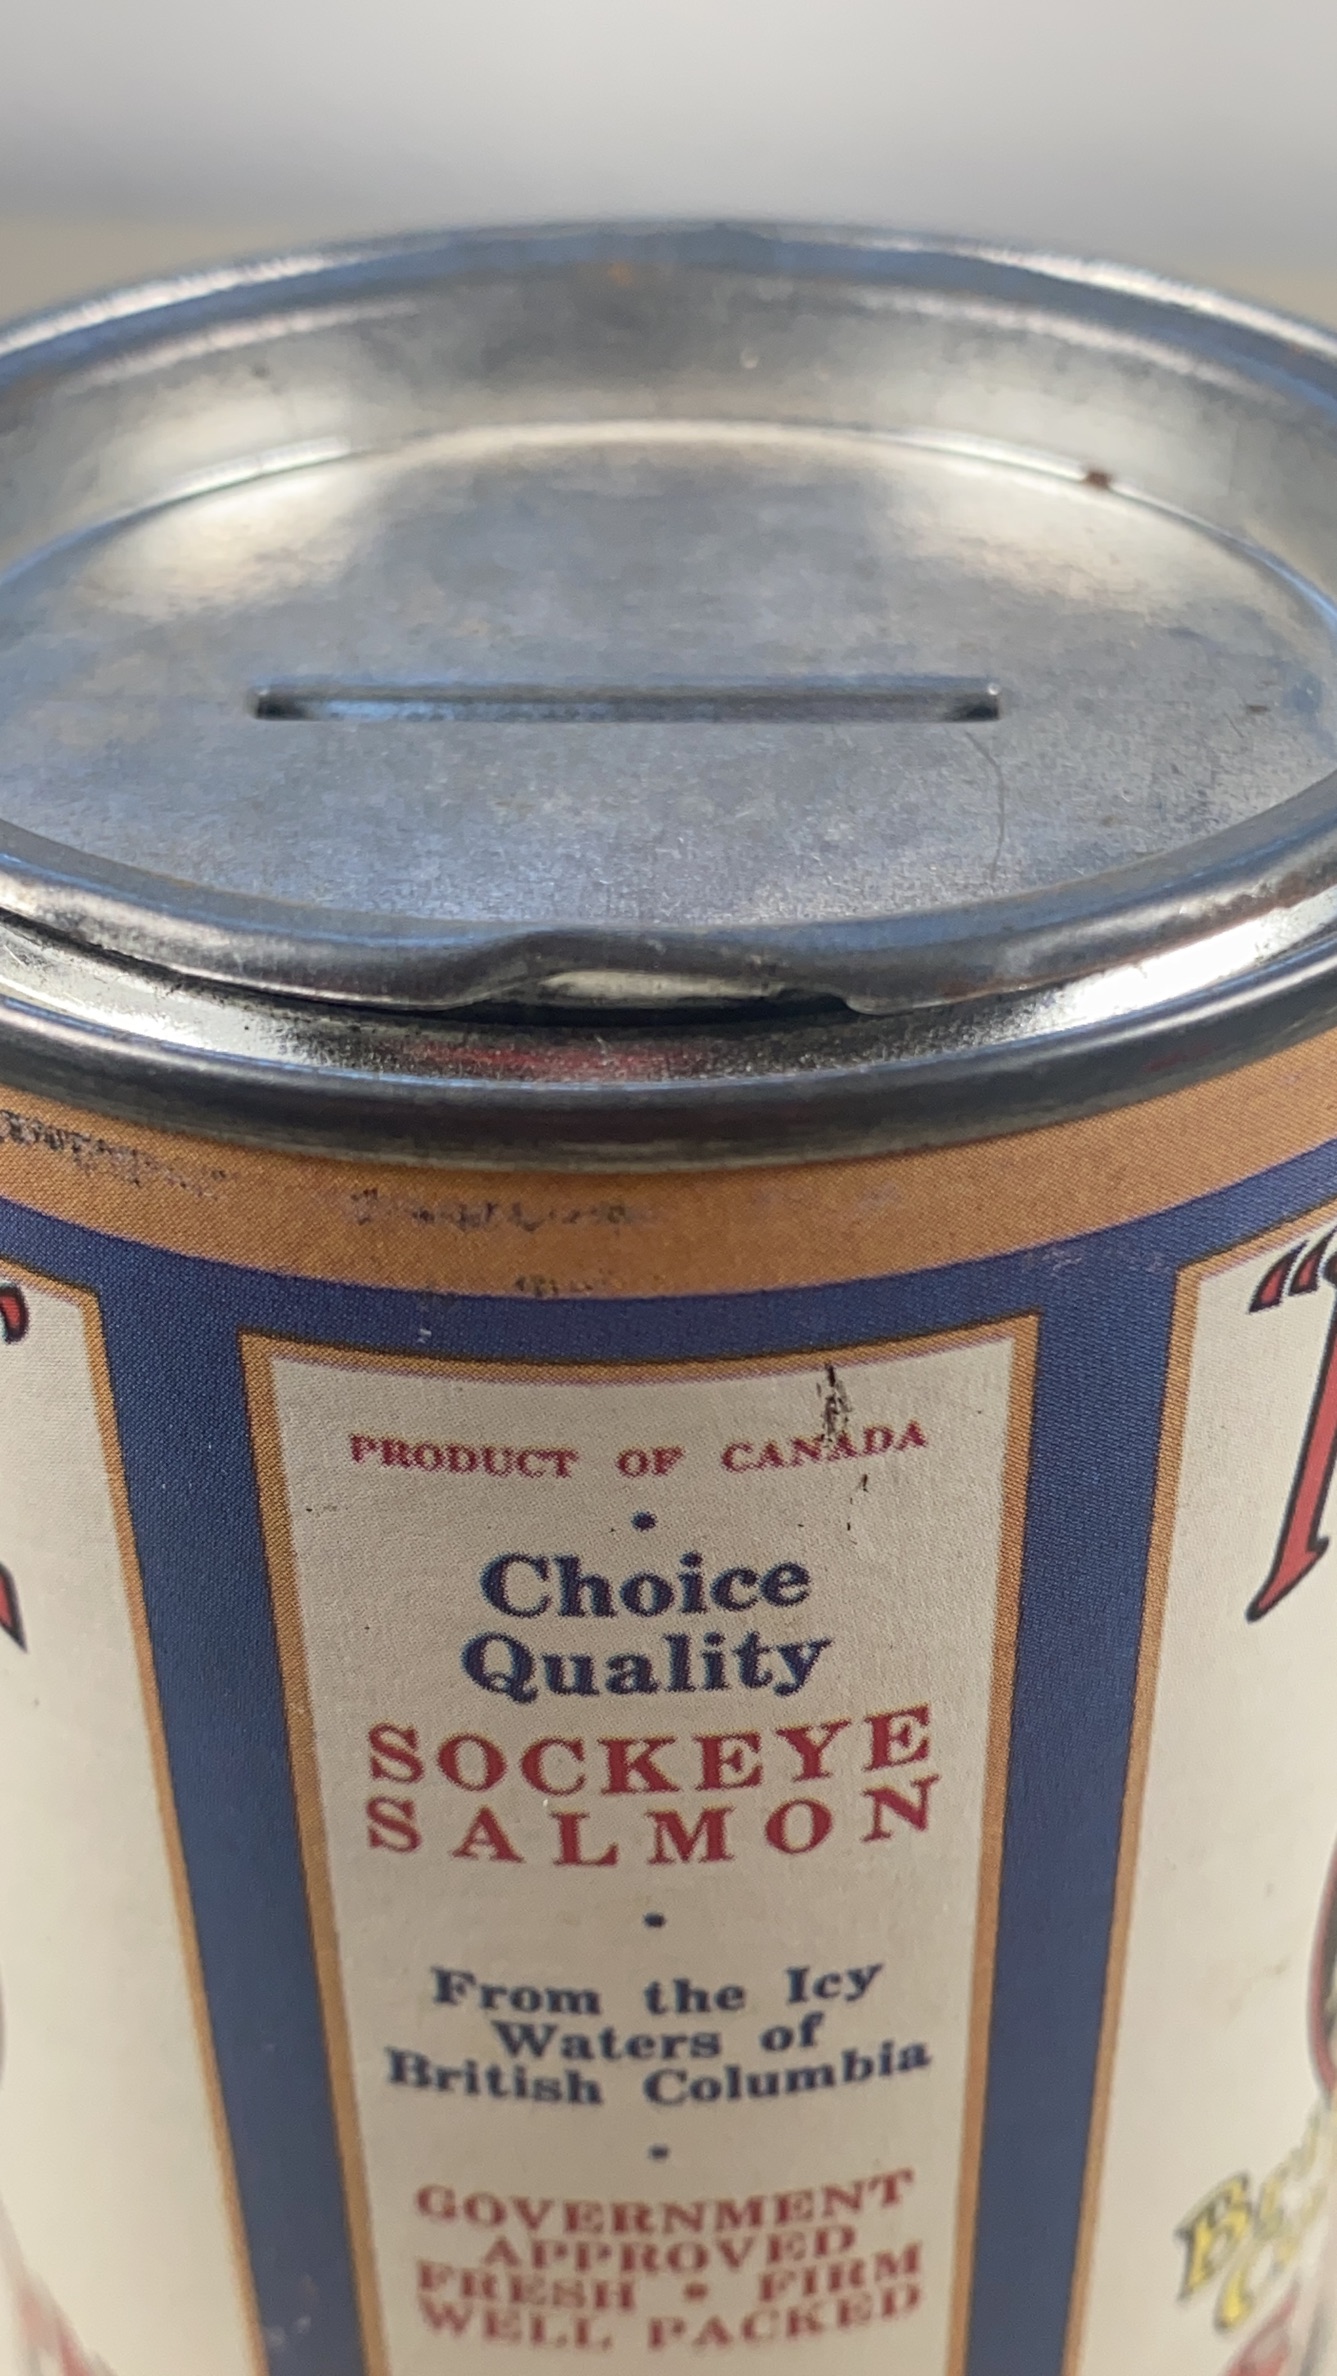 PRODUCT OF CANADA
•
Choice
Quality
SOCKEYE
SALMON
•
From the Icy
Waters of
British Columbia
•
GOVERNMENT
APPROVED
FRESH • FIRM
WELL PACKED